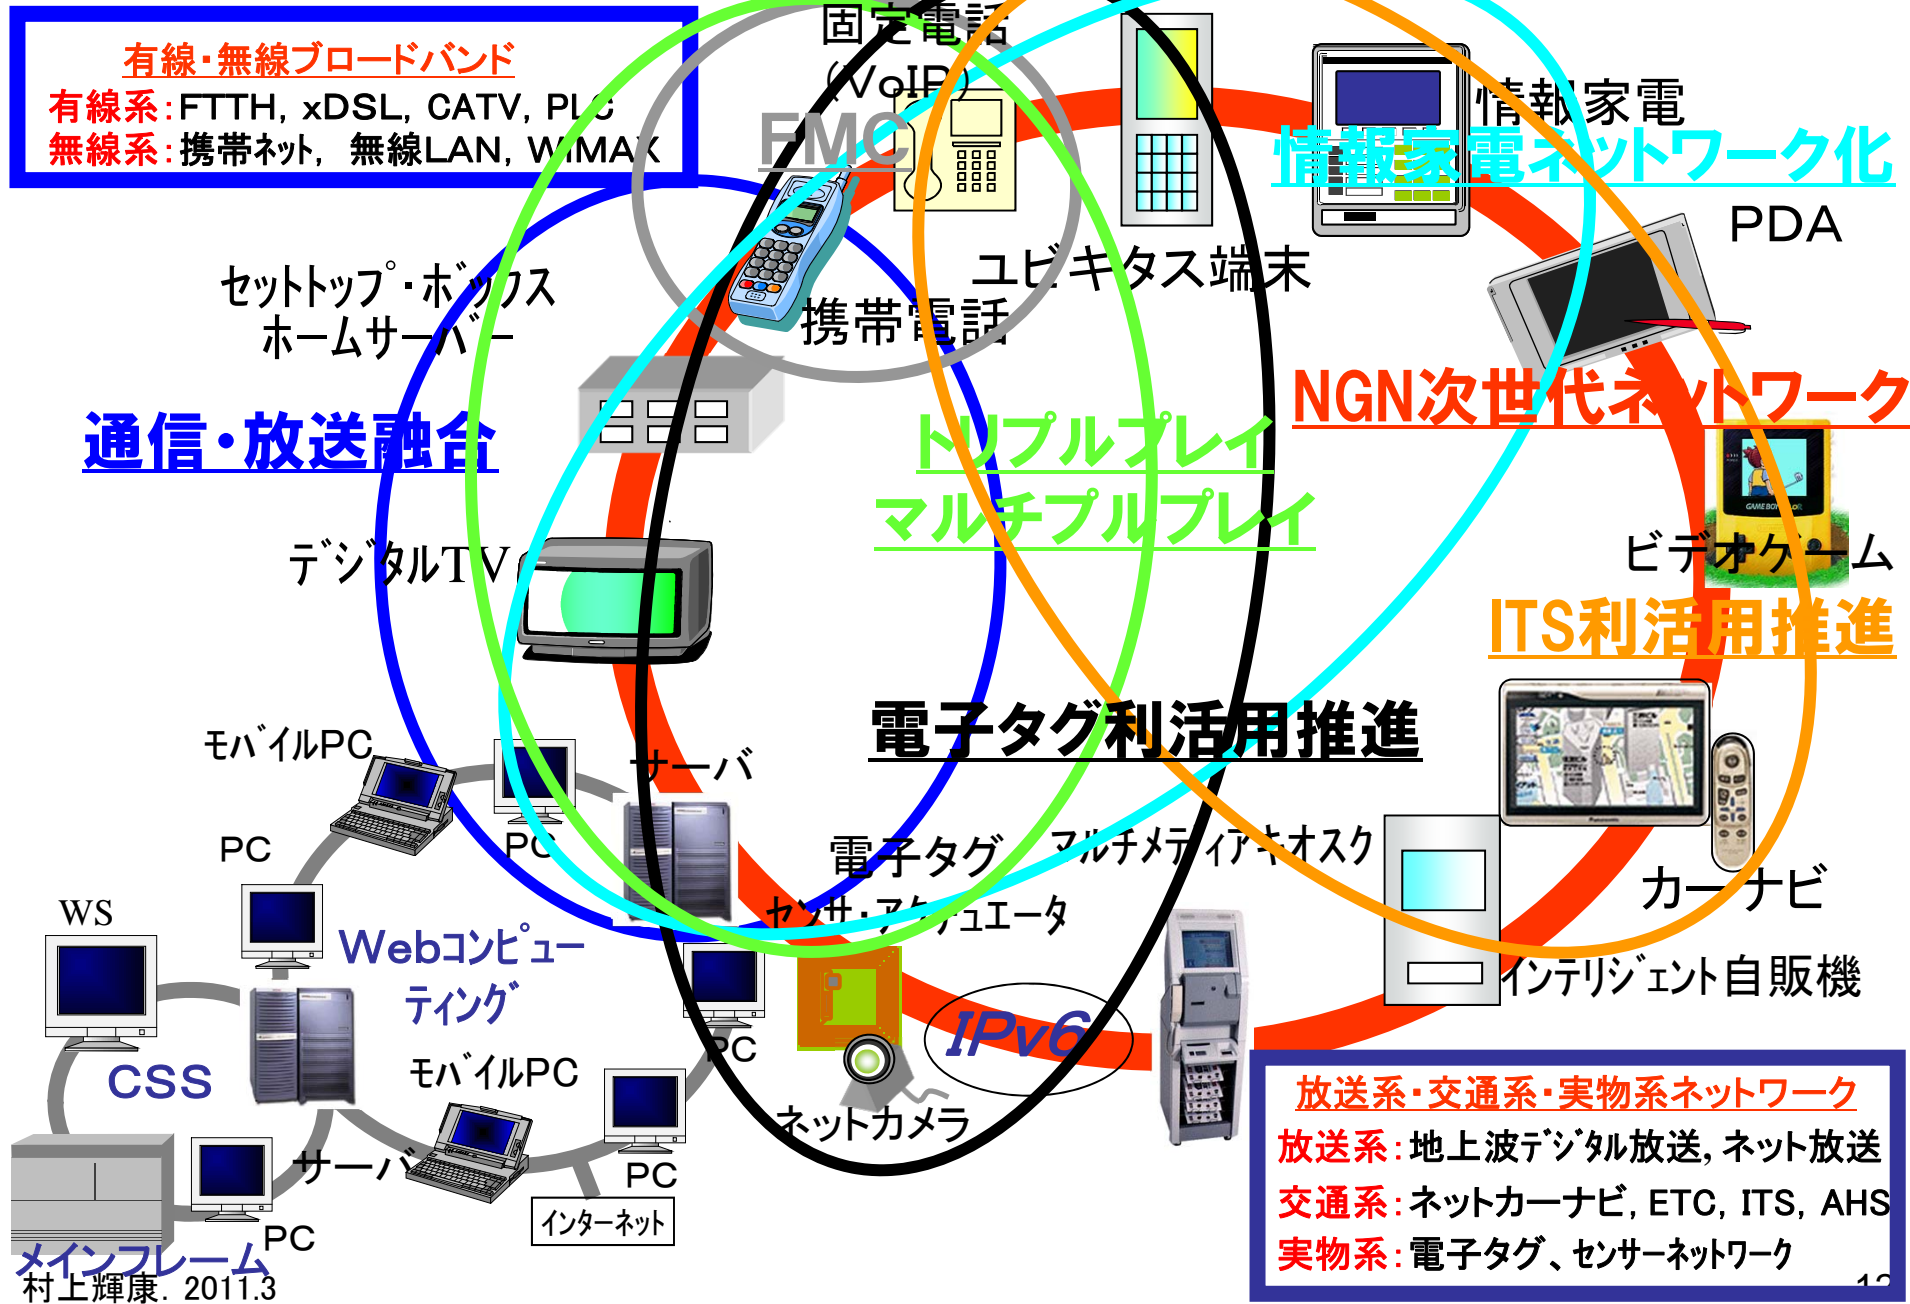 有線・無線ブロードバンド
有線系：FTTH，xDSL，CATV，PLC
無線系：携帯ネット， 無線LAN，WiMAX
固定電話
（VoIP）
FMC
情報家電
情報家電ネットワーク化
PDA
ユビキタス端末
携帯電話
セットトップ・ボックス
ホームサーバー
NGN次世代ネットワーク
通信・放送融合
トリプルプレイ
マルチプルプレイ
GAME BOY COLOR
ビデオゲーム
デジタルTV
ITS利活用推進
電子タグ利活用推進
モバイルPC
サーバ
PC
PC
電子タグ
マルチメディアキオスク
センサ・アクチュエータ
カーナビ
WS
Webコンピュー
ティング
インテリジェント自販機
IPv6
PC
CSS
モバイルPC
ネットカメラ
サーバ
PC
インターネット
PC
メインフレーム
放送系・交通系・実物系ネットワーク
放送系：地上波デジタル放送，ネット放送
交通系：ネットカーナビ，ETC，ITS，AHS
実物系：電子タグ、センサーネットワーク
村上輝康．2011.3